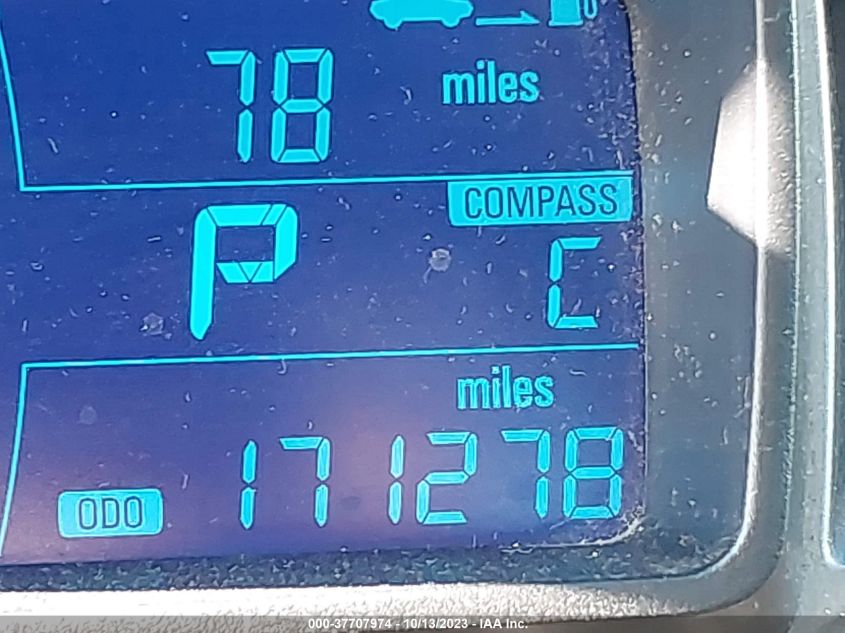 78 miles
COMPASS
P C
miles
ODO 171278
000-37707974 - 10/13/2023 - IAA Inc.